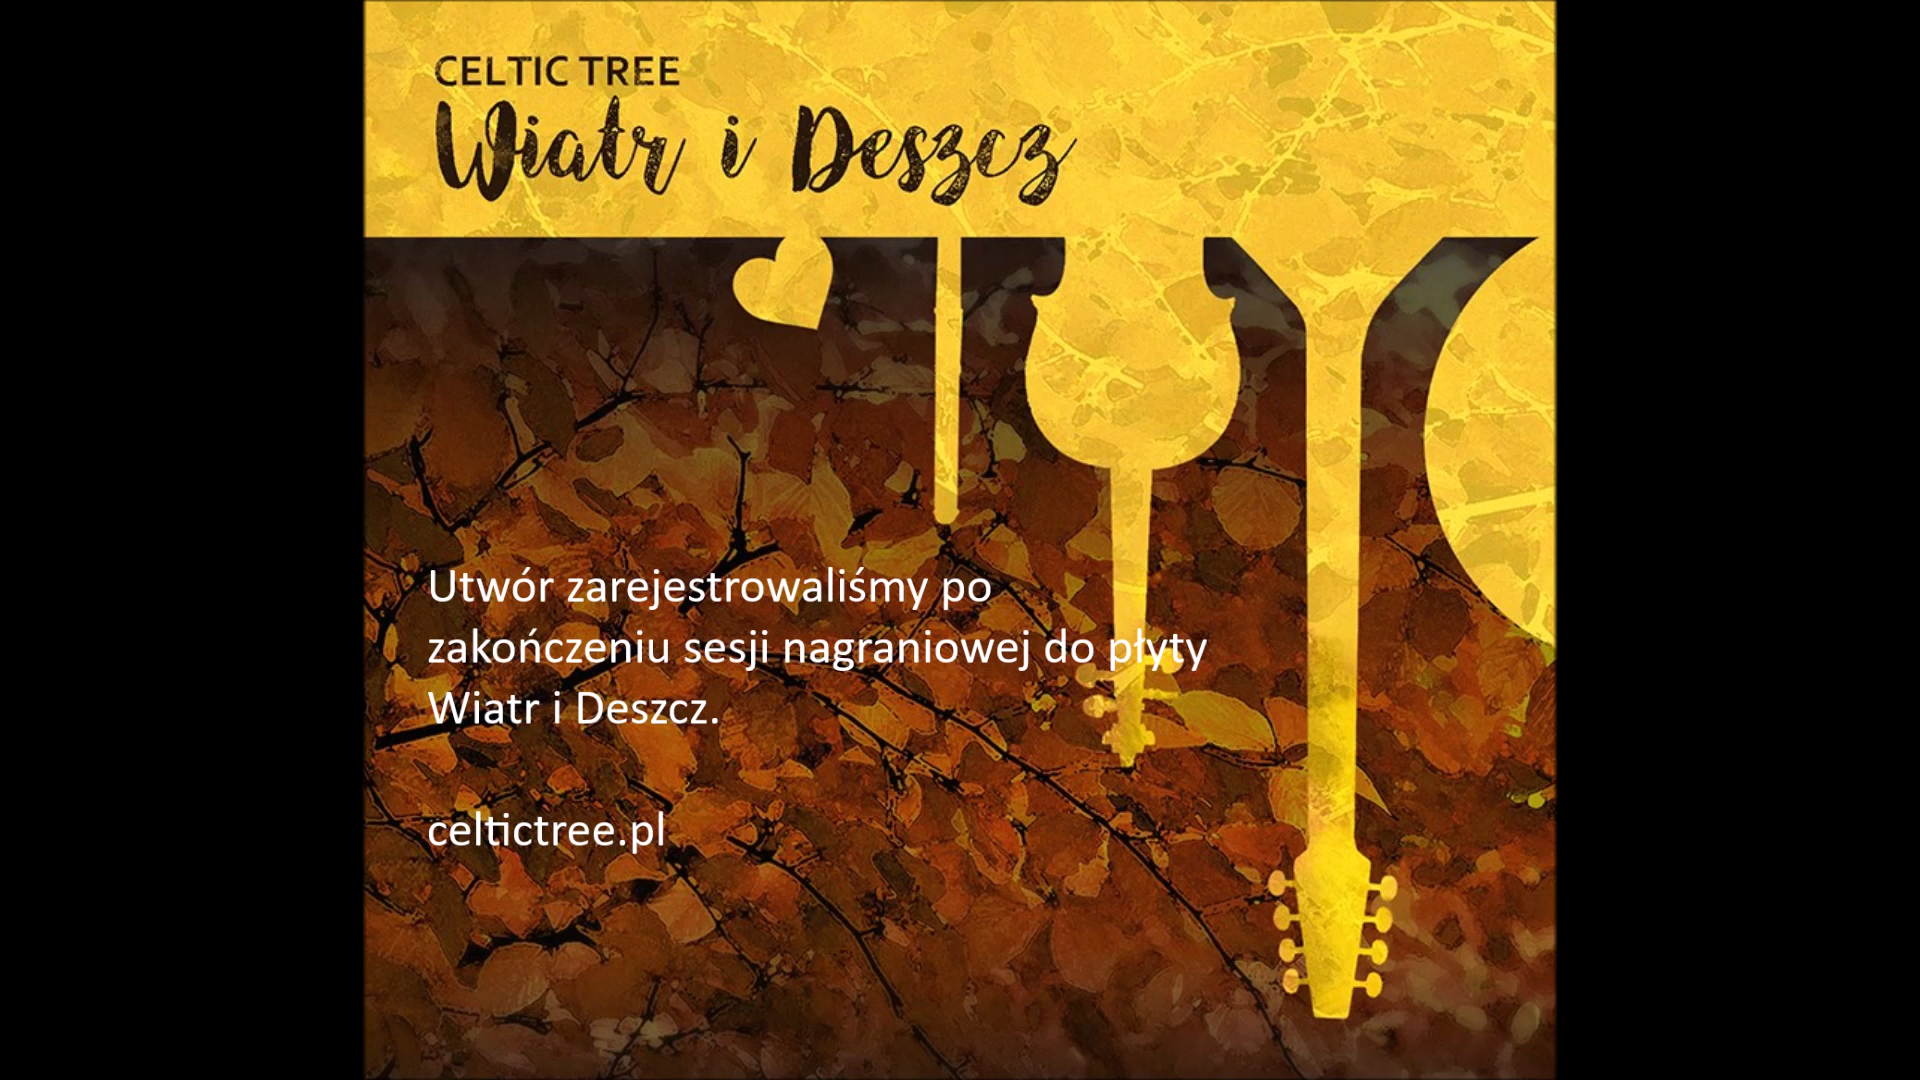 CELTIC TREE
Wiatr i Deszcz
Utwór zarejestrowaliśmy po
zakończeniu sesji nagraniowej do płyty
Wiatr i Deszcz.
celtictree.pl